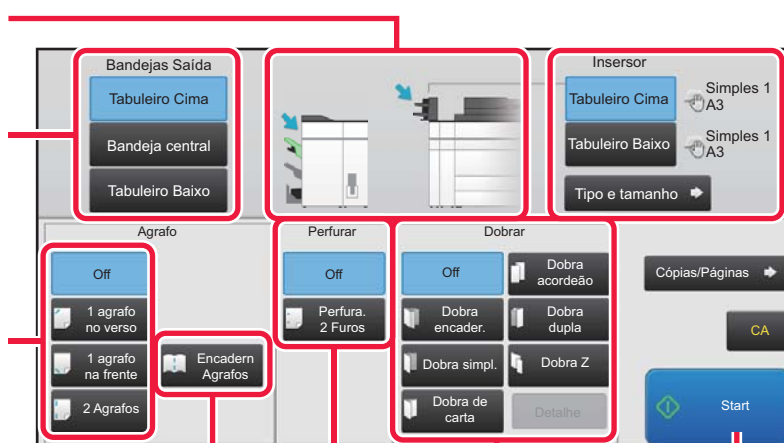 Bandejas Saída
Tabuleiro Cima
Bandeja central
Tabuleiro Baixo
Insersor
Tabuleiro Cima
Simples 1
A3
Tabuleiro Baixo
Simples 1
A3
Tipo e tamanho
Agrafo
Off
1 agrafo
no verso
1 agrafo
na frente
2 Agrafos
Encadern
Agrafos
Perfurar
Off
Perfura.
2 Furos
Dobrar
Off
Dobra
acordeão
Dobra
encader.
Dobra
dupla
Dobra simpl.
Dobra Z
Dobra de
carta
Detalhe
Cópias/Páginas
CA
Start